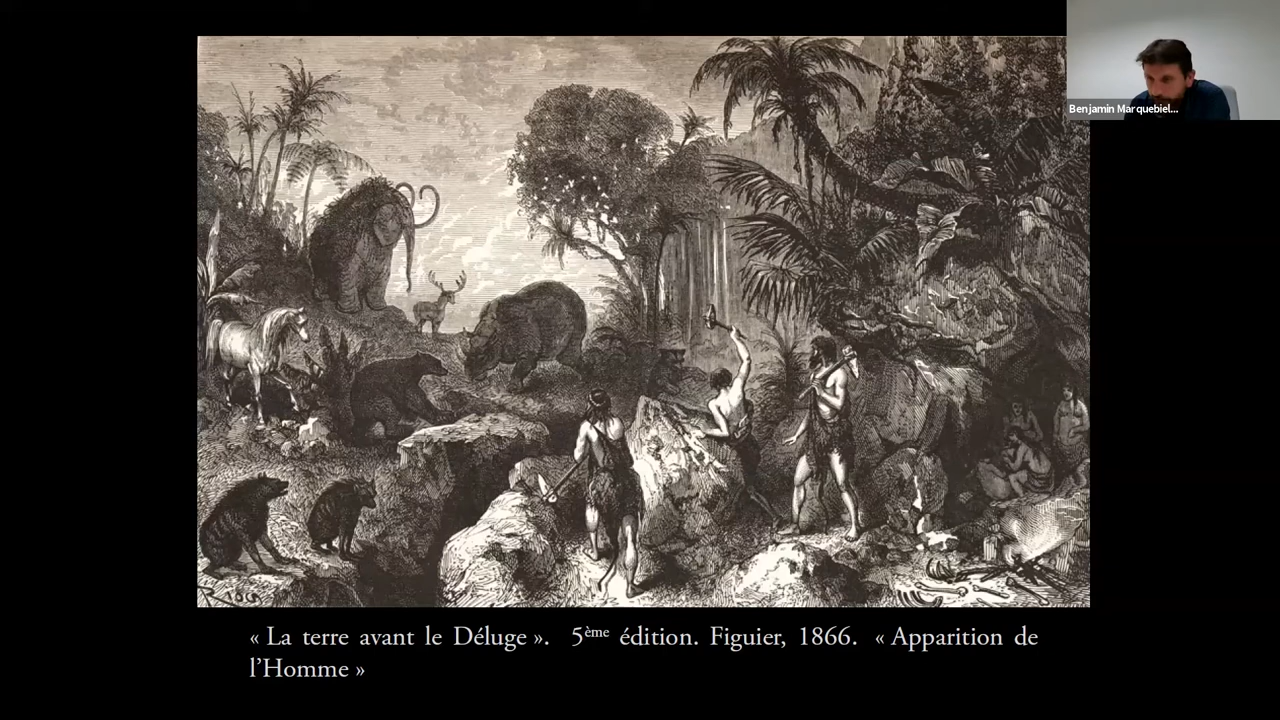 Benjamin Marquebiel...
« La terre avant le Déluge ». 5ème édition. Figuier, 1866. « Apparition de
l'Homme »